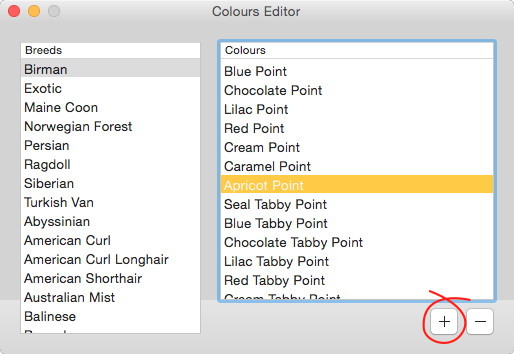 Colours Editor
Breeds
Birman
Exotic
Maine Coon
Norwegian Forest
Persian
Ragdoll
Siberian
Turkish Van
Abyssinian
American Curl
American Curl Longhair
American Shorthair
Australian Mist
Balinese
Colours
Blue Point
Chocolate Point
Lilac Point
Red Point
Cream Point
Caramel Point
Apricot Point
Seal Tabby Point
Blue Tabby Point
Chocolate Tabby Point
Lilac Tabby Point
Red Tabby Point
Cream Tabby Point